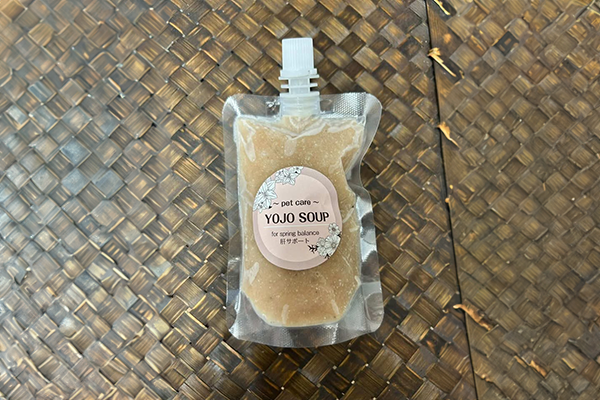 ~ pet care ~
YOJO SOUP
for spring balance
肝サポート